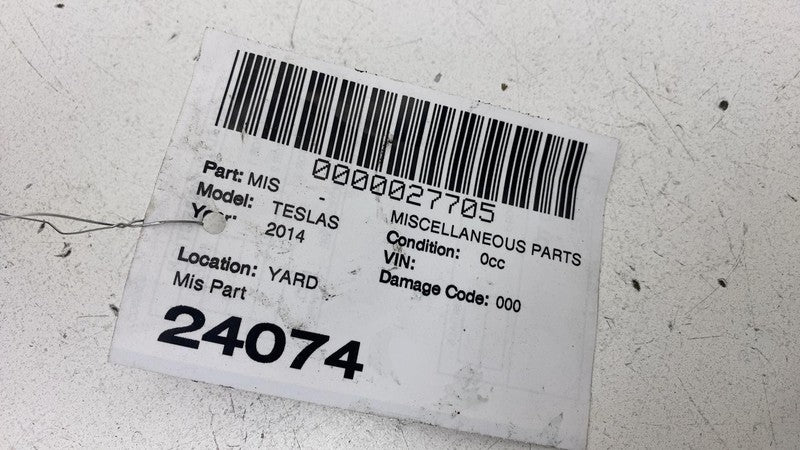 0000027705
Part: MIS - MISCELLANEOUS PARTS
Model: TESLAS Condition: 0cc
Year: 2014 VIN:
Location: YARD Damage Code: 000
Mis Part
24074